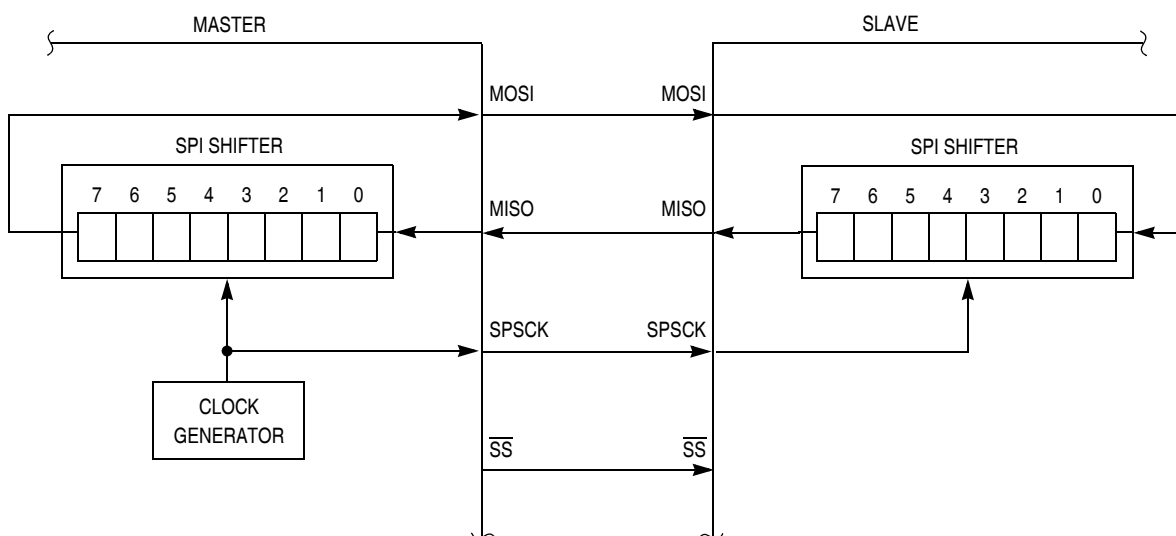 MASTER SLAVE
MOSI MOSI
SPI SHIFTER SPI SHIFTER
7 6 5 4 3 2 1 0 7 6 5 4 3 2 1 0
MISO MISO
SPSCK SPSCK
CLOCK
GENERATOR
SS SS